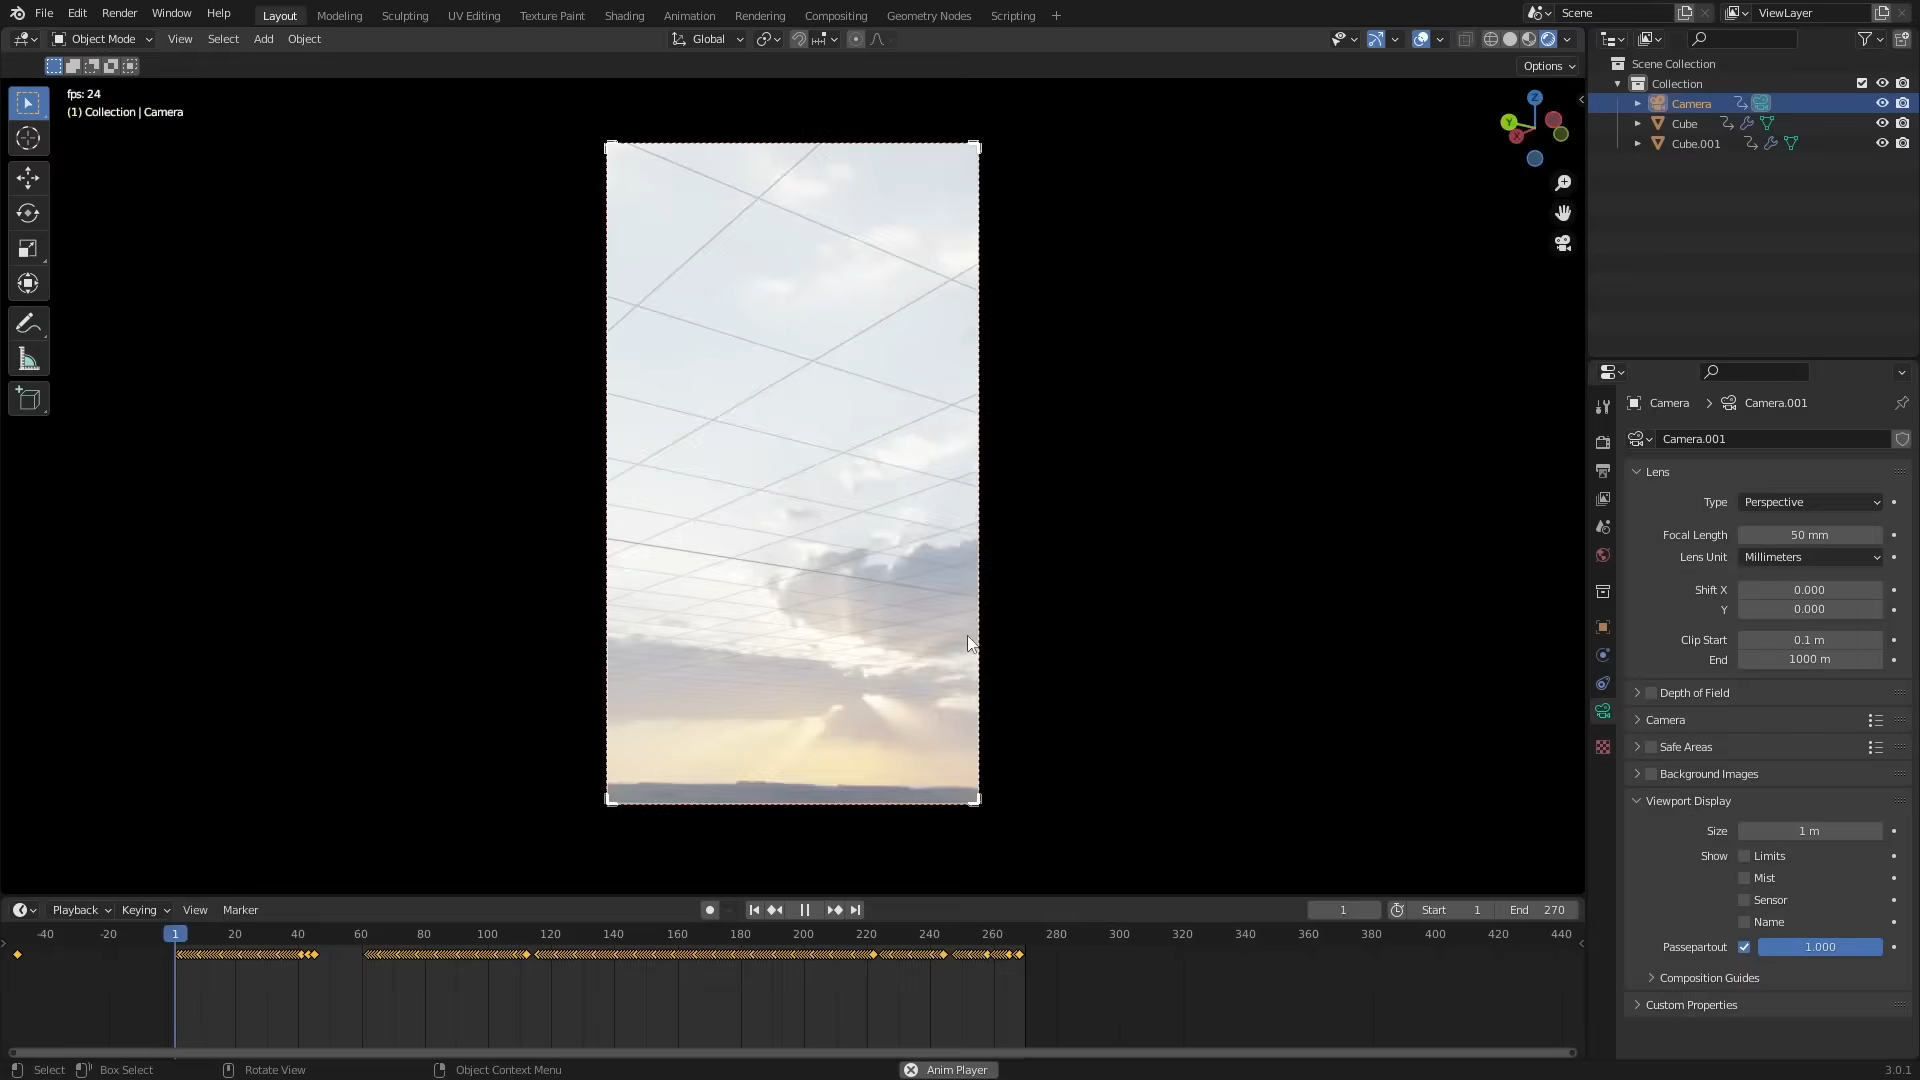 File Edit Render Window Help Layout Modeling Sculpting UV Editing Texture Paint Shading Animation Rendering Compositing Geometry Nodes Scripting + Scene ViewLayer
Object Mode View Select Add Object Global
Options
Scene Collection
Collection
Camera
Cube
Cube.001
fps: 24
(1) Collection | Camera
Z
Y
X
Camera > Camera.001
Camera.001
Lens
Type Perspective
Focal Length 50 mm
Lens Unit Millimeters
Shift X 0.000
Y 0.000
Clip Start 0.1 m
End 1000 m
Depth of Field
Camera
Safe Areas
Background Images
Viewport Display
Size 1 m
Show Limits
Mist
Sensor
Name
Passepartout 1.000
Composition Guides
Custom Properties
Playback Keying View Marker 1 Start 1 End 270
-40 -20 1 20 40 60 80 100 120 140 160 180 200 220 240 260 280 300 320 340 360 380 400 420 440
Select Box Select Rotate View Object Context Menu Anim Player 3.0.1